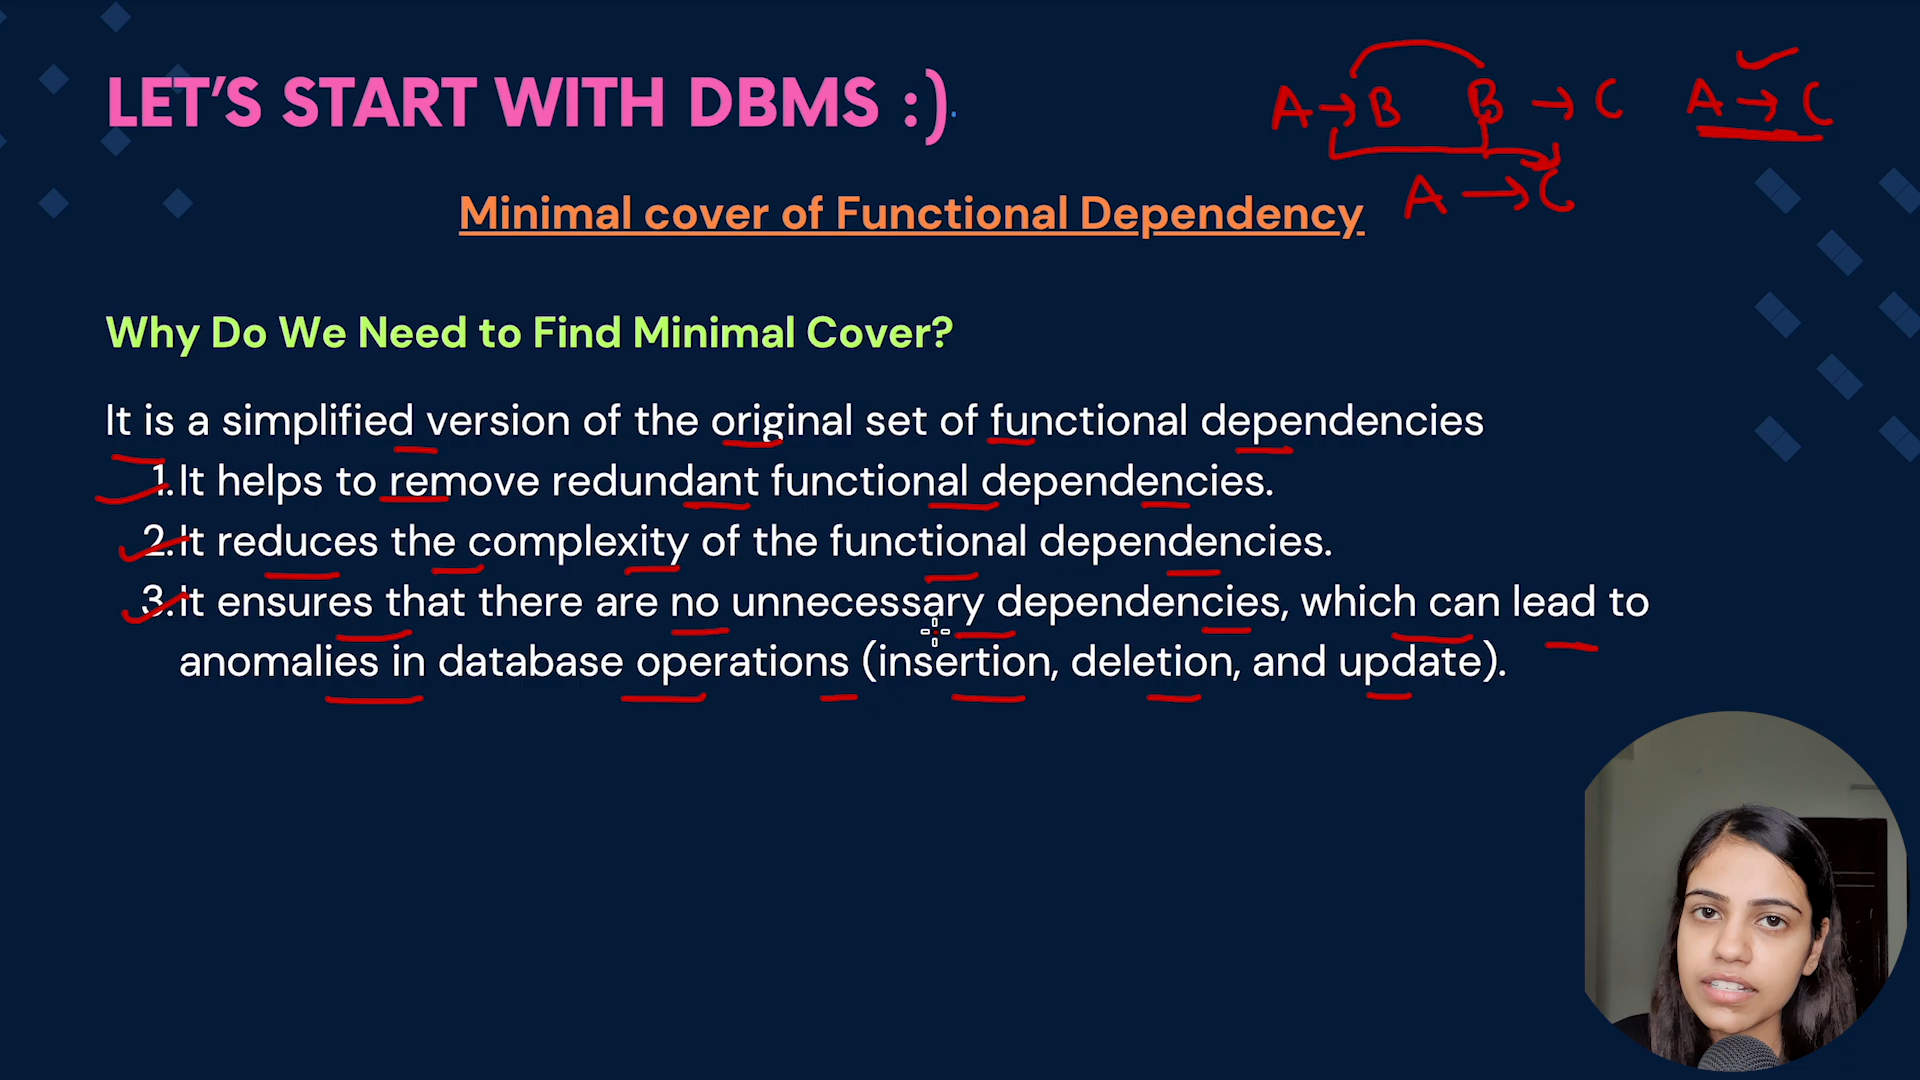 LET'S START WITH DBMS :)
A → B B → C A → C
A → C
Minimal cover of Functional Dependency
Why Do We Need to Find Minimal Cover?
It is a simplified version of the original set of functional dependencies
1. It helps to remove redundant functional dependencies.
2. It reduces the complexity of the functional dependencies.
3. It ensures that there are no unnecessary dependencies, which can lead to
anomalies in database operations (insertion, deletion, and update).